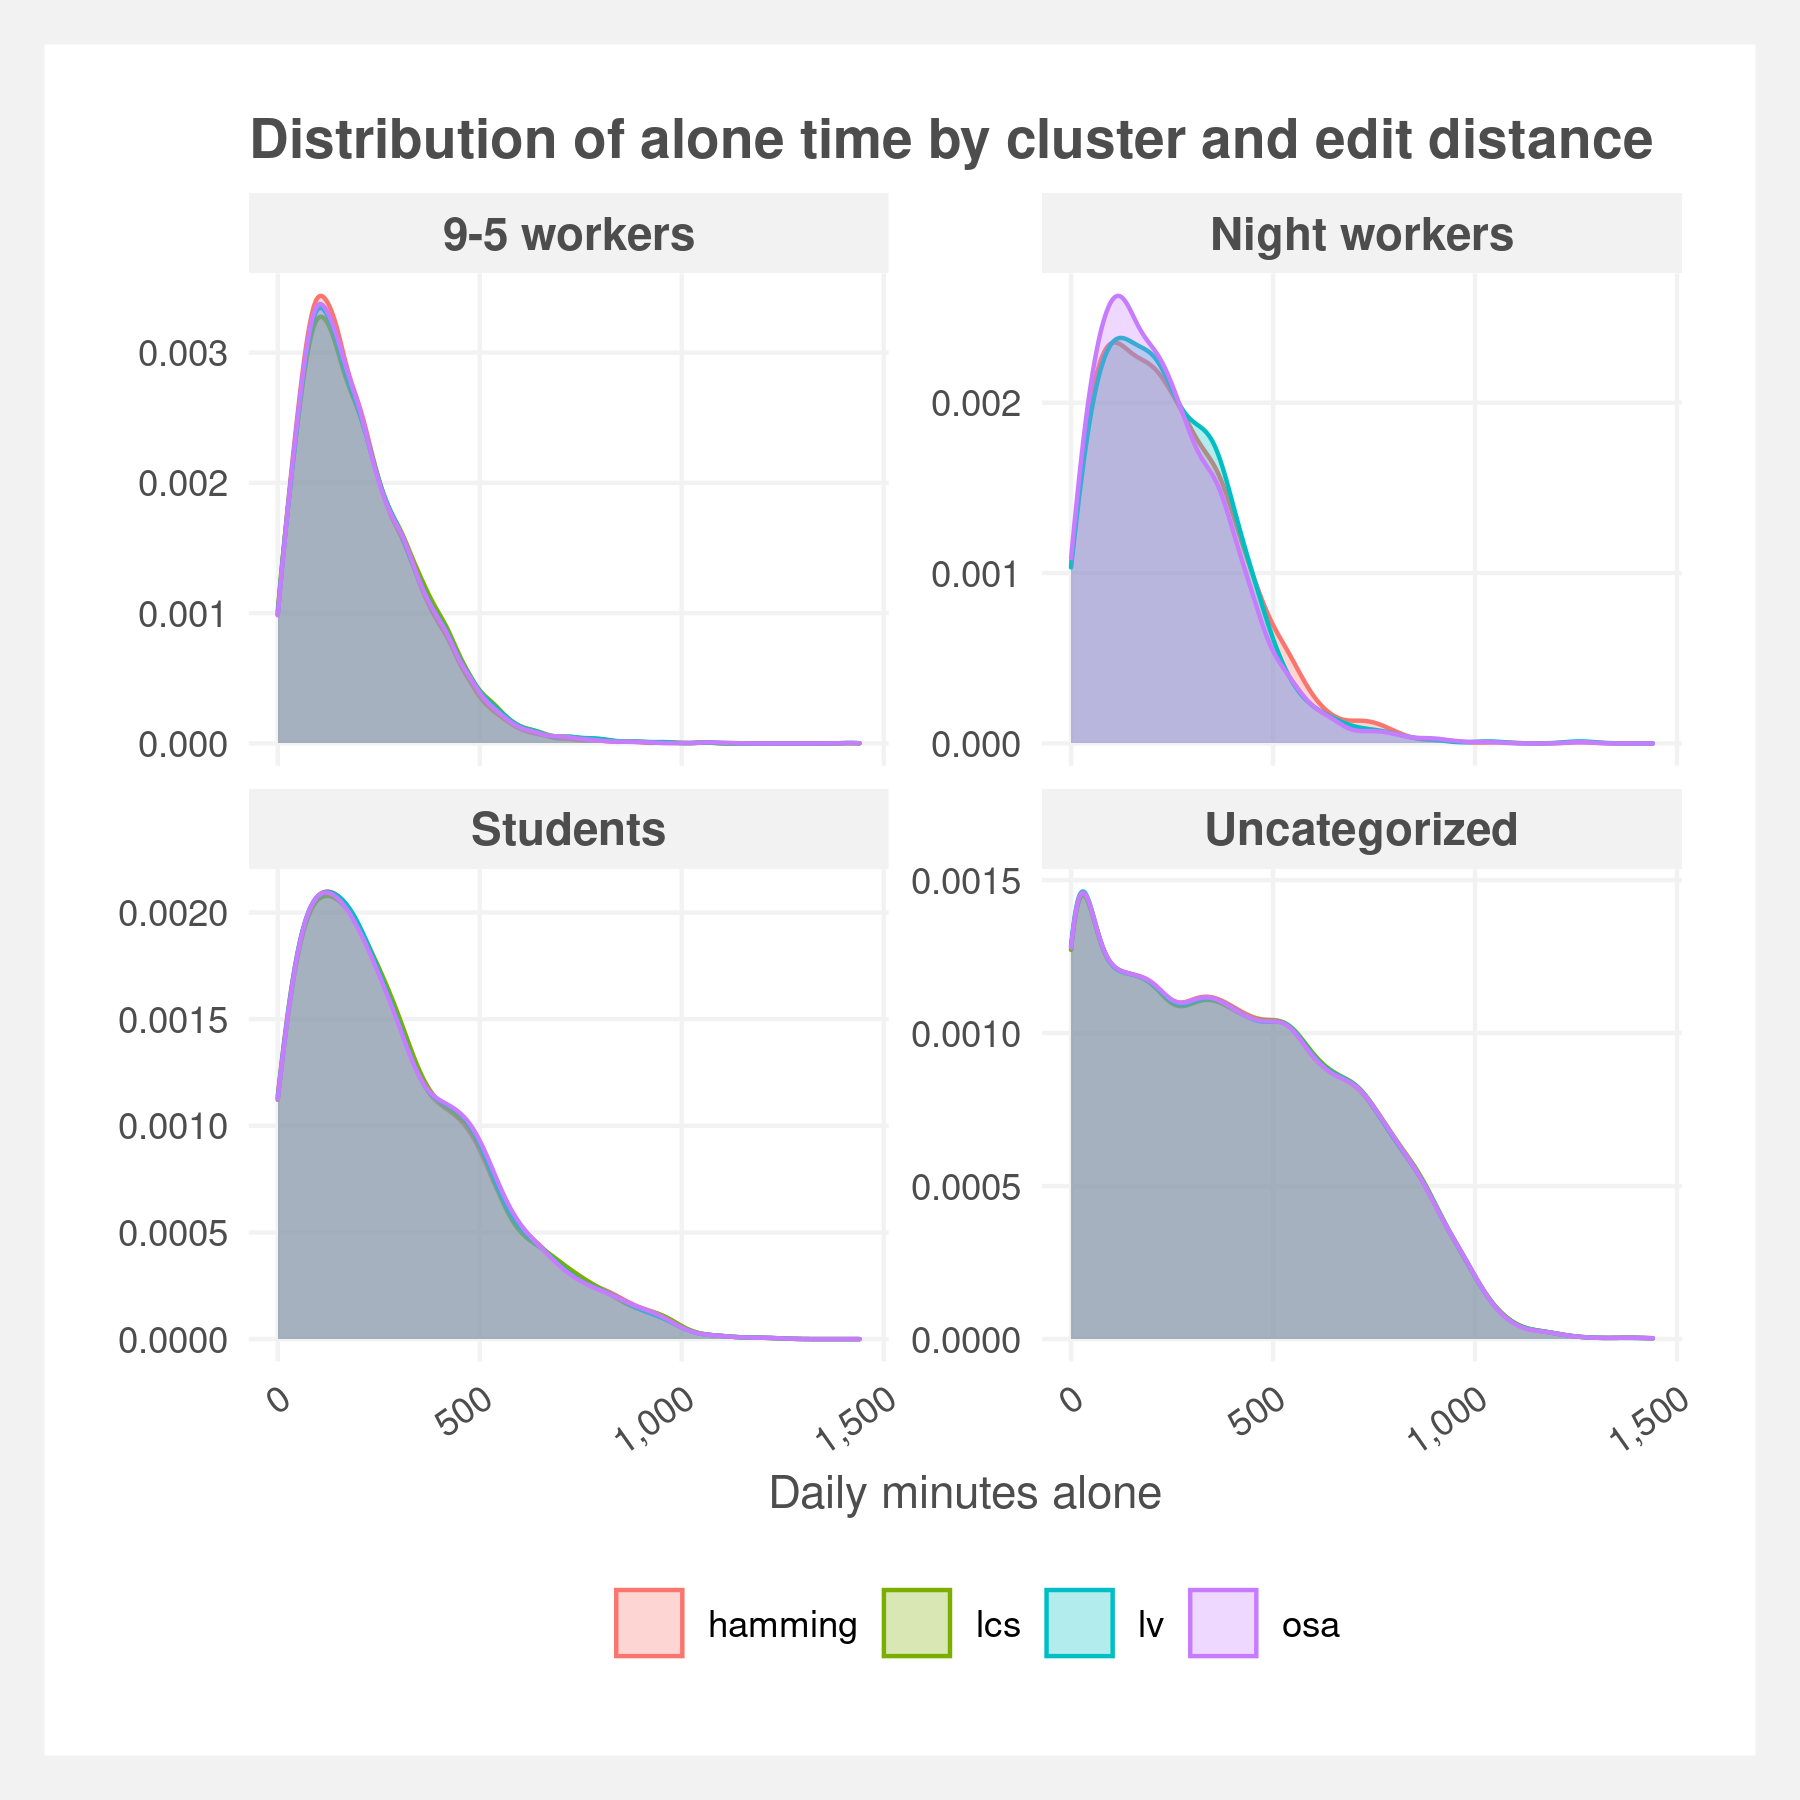 Distribution of alone time by cluster and edit distance
9-5 workers
Night workers
0.003
0.002
0.001
0.000
0.002
0.001
0.000
Students
Uncategorized
0.0020
0.0015
0.0010
0.0005
0.0000
0.0015
0.0010
0.0005
0.0000
0 500 1,000 1,500
0 500 1,000 1,500
Daily minutes alone
hamming lcs lv osa